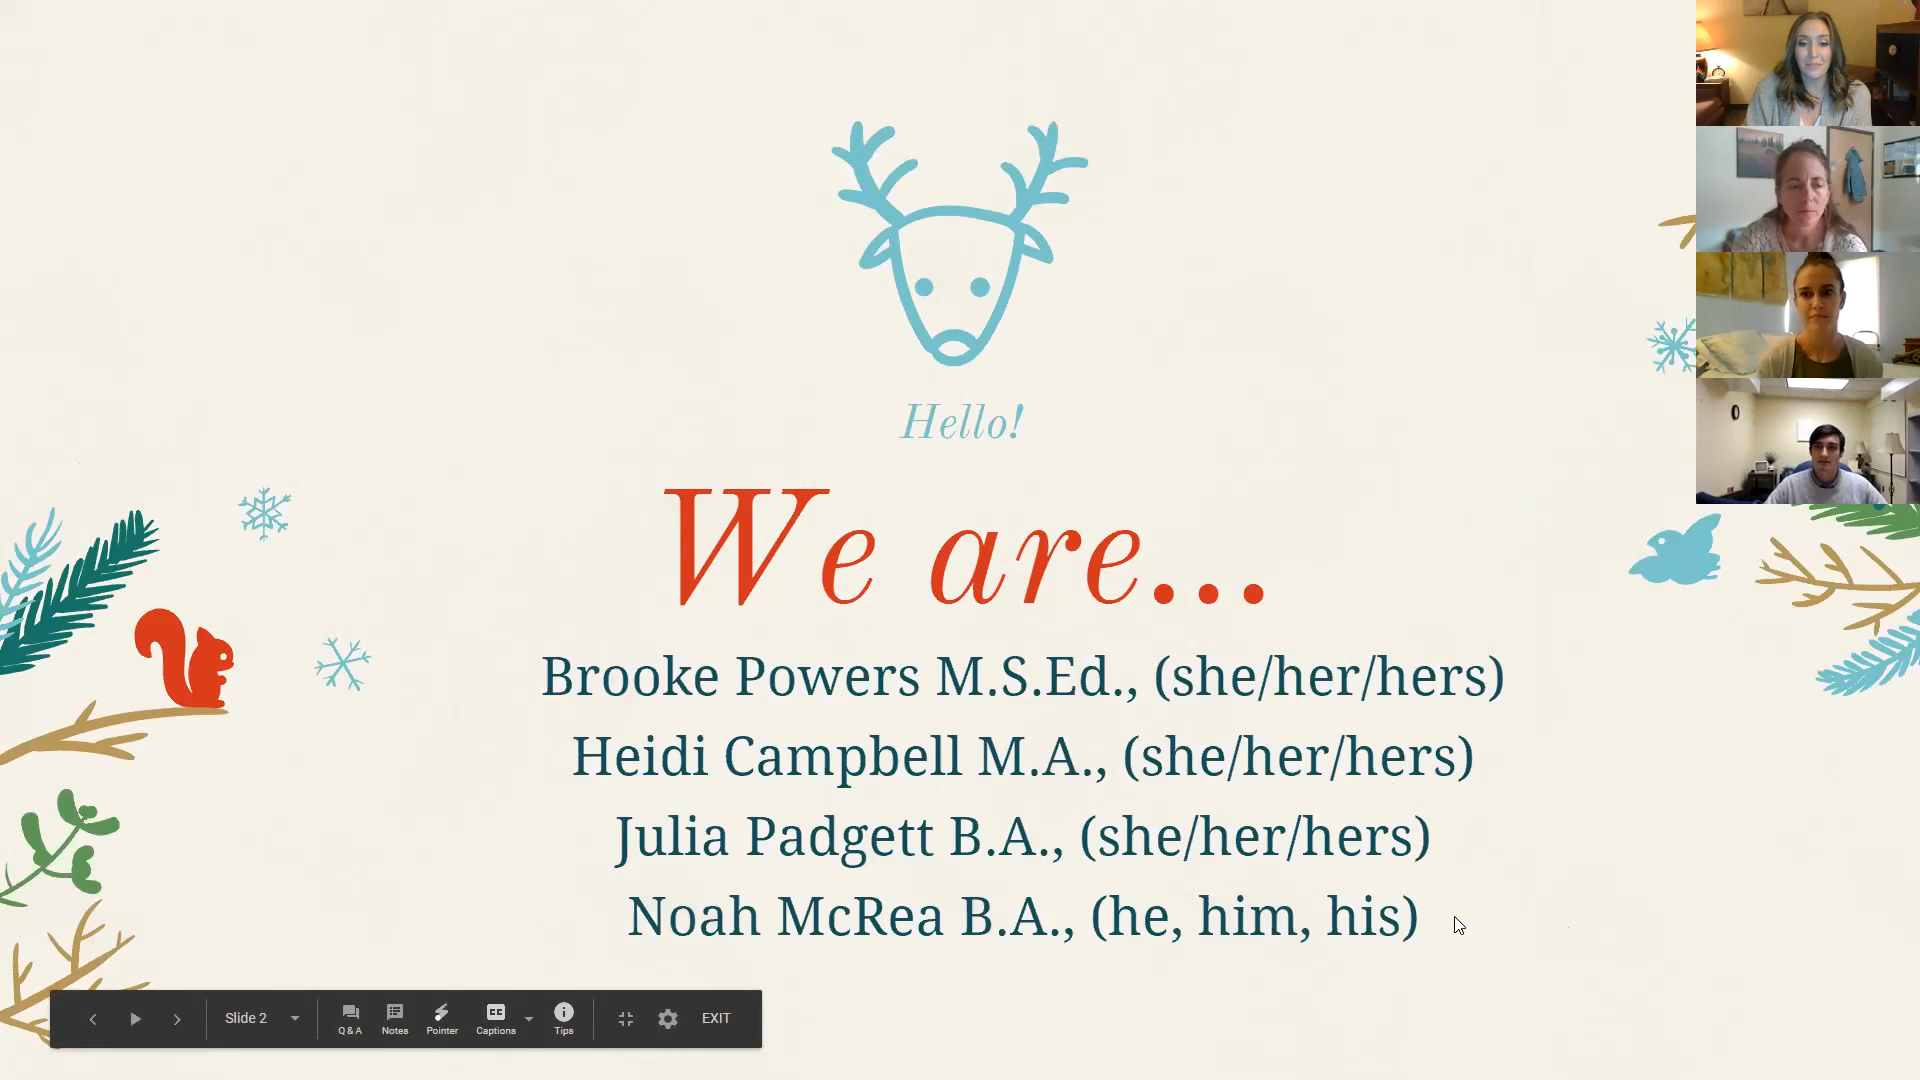 Hello!
We are...
Brooke Powers M.S.Ed., (she/her/hers)
Heidi Campbell M.A., (she/her/hers)
Julia Padgett B.A., (she/her/hers)
Noah McRea B.A., (he, him, his)
Slide 2
Q & A
Notes
Pointer
CC
Captions
Tips
EXIT